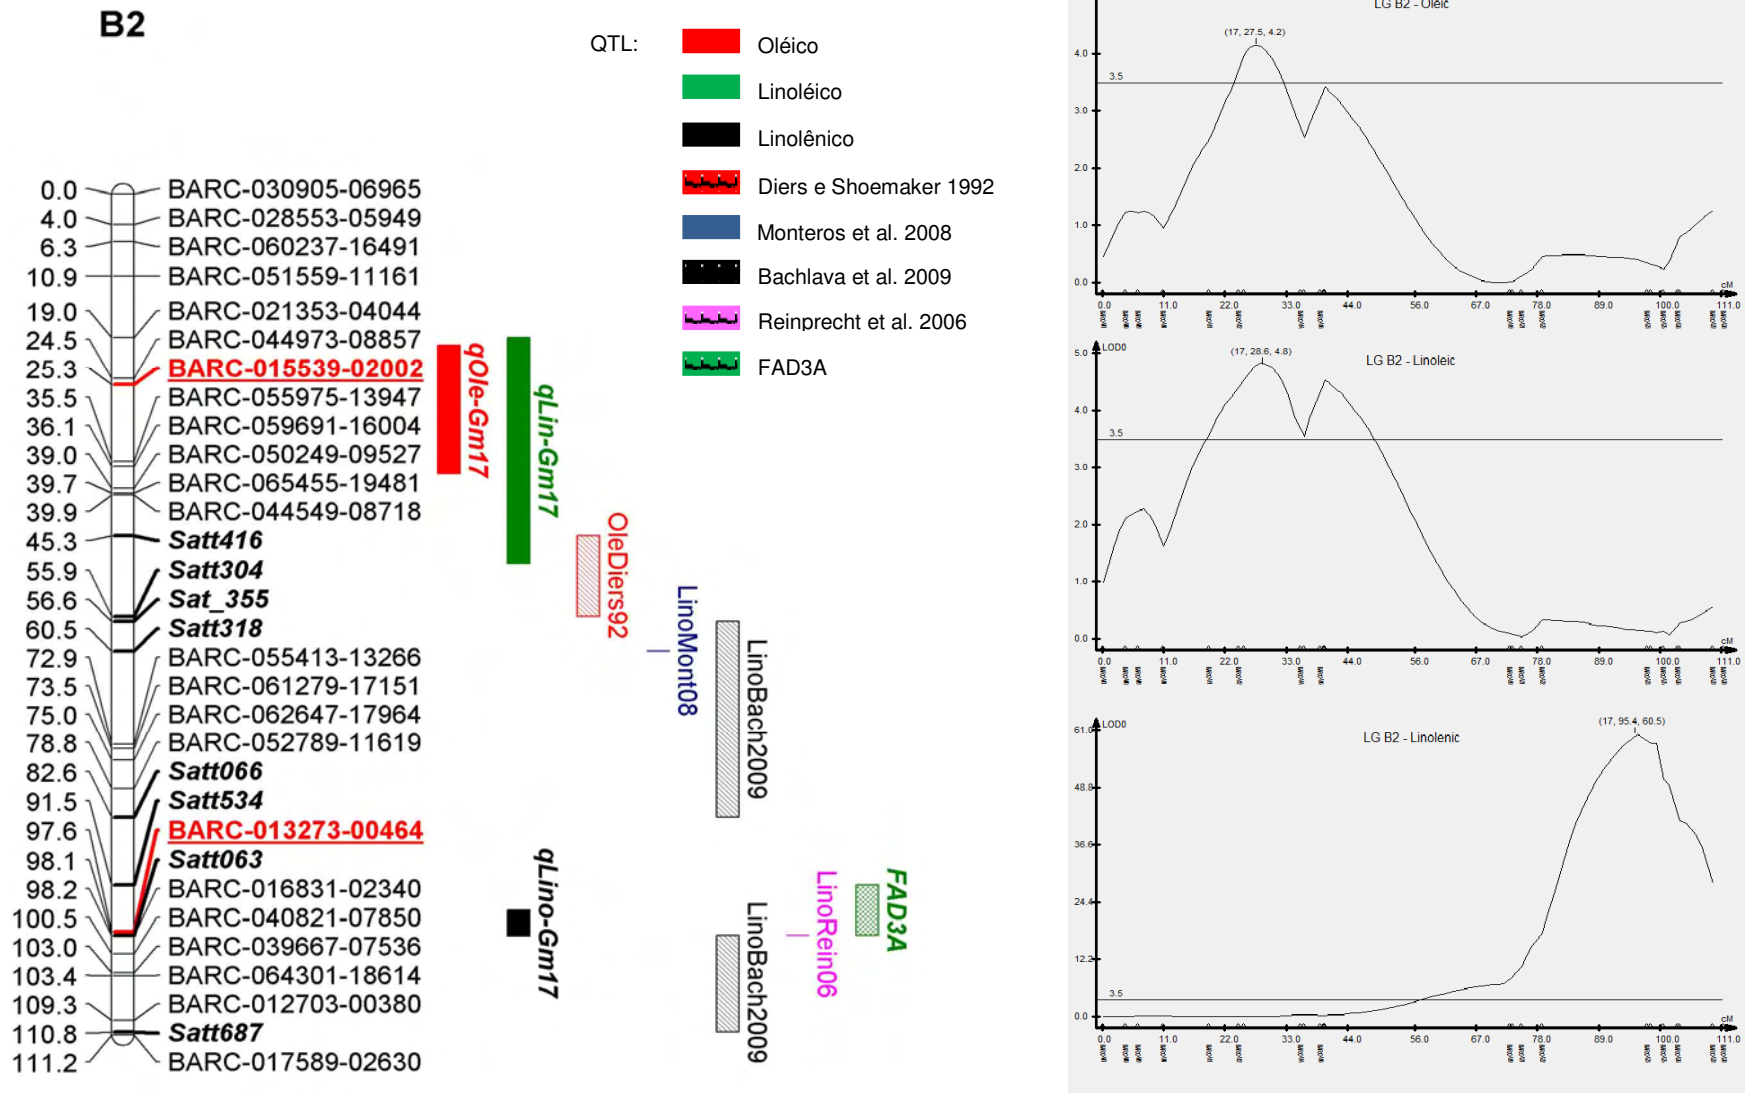 B2
QTL:
Oléico
Linoléico
Linolênico
Diers e Shoemaker 1992
Monteros et al. 2008
Bachlava et al. 2009
Reinprecht et al. 2006
FAD3A
0.0 BARC-030905-06965
4.0 BARC-028553-05949
6.3 BARC-060237-16491
10.9 BARC-051559-11161
19.0 BARC-021353-04044
24.5 BARC-044973-08857
25.3 BARC-015539-02002
35.5 BARC-055975-13947
36.1 BARC-059691-16004
39.0 BARC-050249-09527
39.7 BARC-065455-19481
39.9 BARC-044549-08718
45.3 Satt416
55.9 Satt304
56.6 Sat_355
60.5 Satt318
72.9 BARC-055413-13266
73.5 BARC-061279-17151
75.0 BARC-062647-17964
78.8 BARC-052789-11619
82.6 Satt066
91.5 Satt534
97.6 BARC-013273-00464
98.1 Satt063
98.2 BARC-016831-02340
100.5 BARC-040821-07850
103.0 BARC-039667-07536
103.4 BARC-064301-18614
109.3 BARC-012703-00380
110.8 Satt687
111.2 BARC-017589-02630
qOle-Gm17
qLin-Gm17
OleDiers92
LinoMont08
LinoBach2009
qLino-Gm17
LinoBach2009
LinoRein06
FAD3A
LG B2 - Oleic
(17, 27.5, 4.2)
4.0
3.5
3.0
2.0
1.0
0.0
cM
0.0 11.0 22.0 33.0 44.0 56.0 67.0 78.0 89.0 100.0 111.0
5.0 LOD0
LG B2 - Linoleic
(17, 28.6, 4.8)
4.0
3.5
3.0
2.0
1.0
0.0
cM
0.0 11.0 22.0 33.0 44.0 56.0 67.0 78.0 89.0 100.0 111.0
LOD0
(17, 95.4, 60.5)
61.0
LG B2 - Linolenic
48.8
36.6
24.4
12.2
3.5
0.0
cM
0.0 11.0 22.0 33.0 44.0 56.0 67.0 78.0 89.0 100.0 111.0